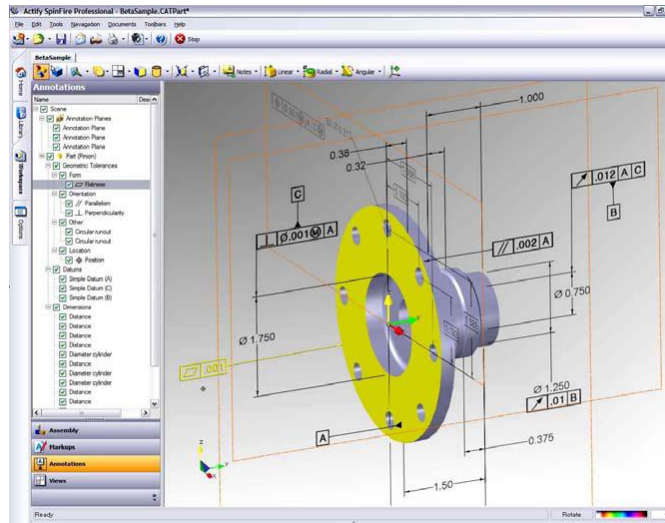 Actify SpinFire Professional - BetaSample.CATPart*
File Edit Tools Navigation Documents Toolbars Help
Stop
BetaSample
Notes Linear Radial Angular
Home
Library
Workspace
Options
Annotations
Name
Scene
Annotation Planes
Annotation Plane
Annotation Plane
Annotation Plane
Part (Pinion)
Geometric Tolerances
Form
Flatness
Orientation
Parallelism
Perpendicularity
Other
Circular runout
Circular runout
Location
Position
Datums
Simple Datum (A)
Simple Datum (C)
Simple Datum (B)
Dimensions
Distance
Distance
Distance
Distance
Diameter cylinder
Distance
Diameter cylinder
Diameter cylinder
Distance
Distance
Assembly
Markups
Annotations
Views
1.000
0.38
0.32
.012 A C
C
B
Ø.001Ⓜ A
// .002 A
Ø 0.750
Ø 1.750
.001
Ø 1.250
.01 B
A
0.375
1.50
Ready
Rotate